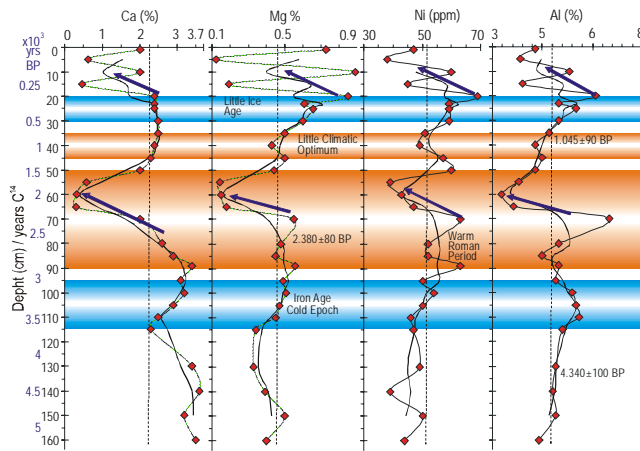 Ca (%)
Mg %
Ni (ppm)
Al (%)
x10³
yrs
BP
0 1 2 3 3.7
0.1 0.5 0.9
30 40 50 60 70
3 4 5 6 8
0
10
0.25 20
0.5 30
1 40
1.5 50
2 60
70
2.5 80
90
3 100
3.5 110
120
4 130
4.5 140
150
5 160
Depht (cm) / years C¹⁴
Little Ice
Age
Little Climatic
Optimum
1.045±90 BP
2.380±80 BP
Warm
Roman
Period
Iron Age
Cold Epoch
4.340±100 BP